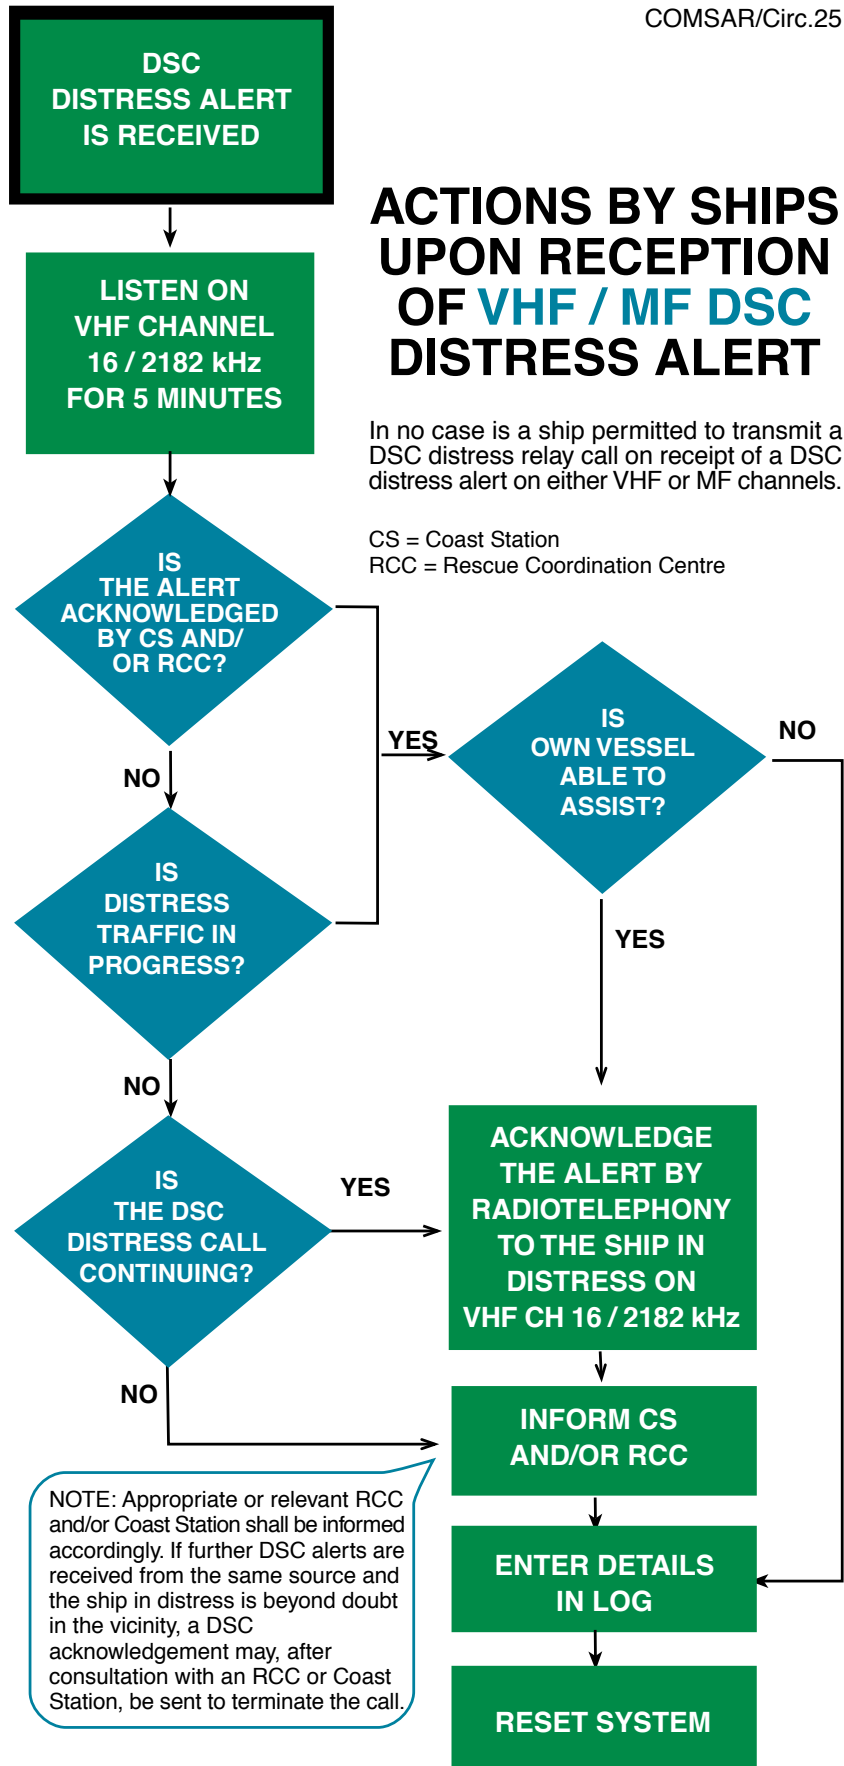 COMSAR/Circ.25
DSC
DISTRESS ALERT
IS RECEIVED
ACTIONS BY SHIPS
UPON RECEPTION
OF VHF / MF DSC
DISTRESS ALERT
LISTEN ON
VHF CHANNEL
16 / 2182 kHz
FOR 5 MINUTES
In no case is a ship permitted to transmit a
DSC distress relay call on receipt of a DSC
distress alert on either VHF or MF channels.
CS = Coast Station
RCC = Rescue Coordination Centre
IS
THE ALERT
ACKNOWLEDGED
BY CS AND/
OR RCC?
YES
NO
IS
OWN VESSEL
ABLE TO
ASSIST?
NO
IS
DISTRESS
TRAFFIC IN
PROGRESS?
YES
NO
IS
THE DSC
DISTRESS CALL
CONTINUING?
YES
ACKNOWLEDGE
THE ALERT BY
RADIOTELEPHONY
TO THE SHIP IN
DISTRESS ON
VHF CH 16 / 2182 kHz
NO
INFORM CS
AND/OR RCC
NOTE: Appropriate or relevant RCC
and/or Coast Station shall be informed
accordingly. If further DSC alerts are
received from the same source and
the ship in distress is beyond doubt
in the vicinity, a DSC
acknowledgement may, after
consultation with an RCC or Coast
Station, be sent to terminate the call.
ENTER DETAILS
IN LOG
RESET SYSTEM